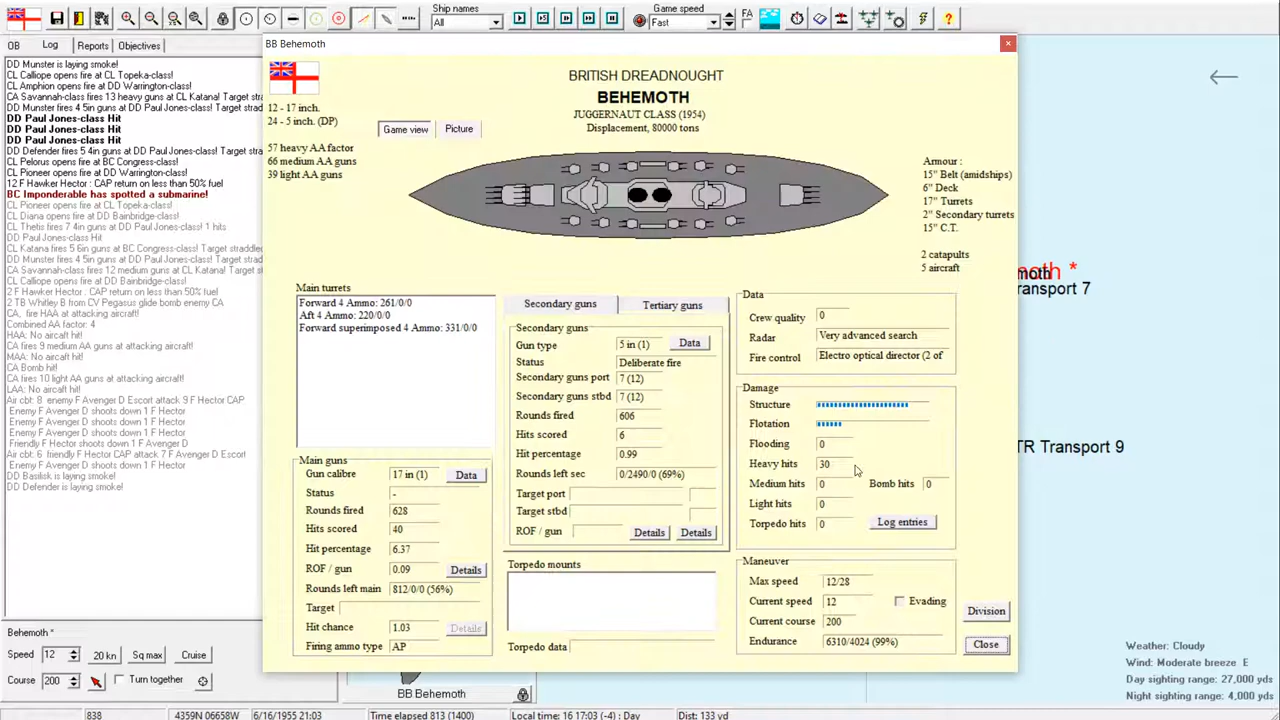 Ship names
All
Game speed
Fast
FA
OB
Log
Reports
Objectives
DD Munster is laying smoke!
CL Calliope opens fire at CL Topeka-class!
CL Amphion opens fire at DD Warrington-class!
CA Savannah-class fires 13 heavy guns at CL Katana! Target
DD Munster fires 4 5in guns at DD Paul Jones-class! Target strad
DD Paul Jones-class Hit
DD Paul Jones-class Hit
DD Paul Jones-class Hit
DD Defender fires 5 4in guns at DD Paul Jones-class! Target stra
CL Pelorus opens fire at BC Congress-class!
CL Pioneer opens fire at DD Warrington-class!
12 F Hawker Hector : CAP return on less than 50% fuel
BC Imponderable has spotted a submarine!
CL Pioneer opens fire at CL Topeka-class!
CL Diana opens fire at DD Bainbridge-class!
CL Thetis fires 7 4in guns at DD Paul Jones-class! 1 hits
DD Paul Jones-class Hit
CL Katana fires 5 6in guns at BC Congress-class! Target
DD Munster fires 4 5in guns at DD Paul Jones-class! Target straddl
CA Savannah-class fires 12 medium guns at CL Katana! Target
CL Calliope opens fire at DD Bainbridge-class!
2 F Hawker Hector . CAP return on less than 50% fuel
2 TB Whitley B from CV Pegasus glide bomb enemy CA
CA, fire HAA at attacking aircraft!
Combined AA factor: 4
HAA: No aircraft hit!
CA fires 9 medium AA guns at attacking aircraft!
MAA: No aircraft hit!
CA Bomb hit!
CA fires 10 light AA guns at attacking aircraft!
LAA: No aircraft hit!
Air cbt: 8 enemy F Avenger D Escort attack 9 F Hector CAP
Enemy F Avenger D shoots down 1 F Hector
Enemy F Avenger D shoots down 1 F Hector
Enemy F Avenger D shoots down 1 F Hector
Friendly F Hector shoots down 1 F Avenger D
Air cbt: 6 friendly F Hector CAP attack 7 F Avenger D Escort
Enemy F Avenger D shoots down 1 F Hector
DD Basilisk is laying smoke!
DD Defender is laying smoke!
Behemoth *
Speed
12
20 kn
Sq max
Cruise
Course
200
Turn together
BB Behemoth
BRITISH DREADNOUGHT
BEHEMOTH
JUGGERNAUT CLASS (1954)
Displacement, 80000 tons
12 - 17 inch.
24 - 5 inch. (DP)
Game view
Picture
57 heavy AA factor
66 medium AA guns
39 light AA guns
Armour :
15" Belt (amidships)
6" Deck
17" Turrets
2" Secondary turrets
15" C.T.
2 catapults
5 aircraft
Main turrets
Forward 4 Ammo: 261/0/0
Aft 4 Ammo: 220/0/0
Forward superimposed 4 Ammo: 331/0/0
Main guns
Gun calibre 17 in (1) Data
Status -
Rounds fired 628
Hits scored 40
Hit percentage 6.37
ROF / gun 0.09 Details
Rounds left main 812/0/0 (56%)
Target
Hit chance 1.03 Details
Firing ammo type AP
Secondary guns
Tertiary guns
Secondary guns
Gun type 5 in (1) Data
Status Deliberate fire
Secondary guns port 7 (12)
Secondary guns stbd 7 (12)
Rounds fired 606
Hits scored 6
Hit percentage 0.99
Rounds left sec 0/2490/0 (69%)
Target port
Target stbd
ROF / gun Details Details
Torpedo mounts
Torpedo data
Data
Crew quality 0
Radar Very advanced search
Fire control Electro optical director (2 of
Damage
Structure
Flotation
Flooding 0
Heavy hits 30
Medium hits 0 Bomb hits 0
Light hits 0
Torpedo hits 0 Log entries
Maneuver
Max speed 12/28
Current speed 12 Evading
Current course 200
Endurance 6310/4024 (99%)
Division
Close
moth *
moth
ansport 7
TR Transport 9
Weather: Cloudy
Wind: Moderate breeze E
Day sighting range: 27,000 yds
Night sighting range: 4,000 yds
BB Behemoth
838
4359N 06658W
6/16/1955 21:03
Time elapsed 813 (1400)
Local time: 16 17:03 (-4) : Day
Dist: 133 yd